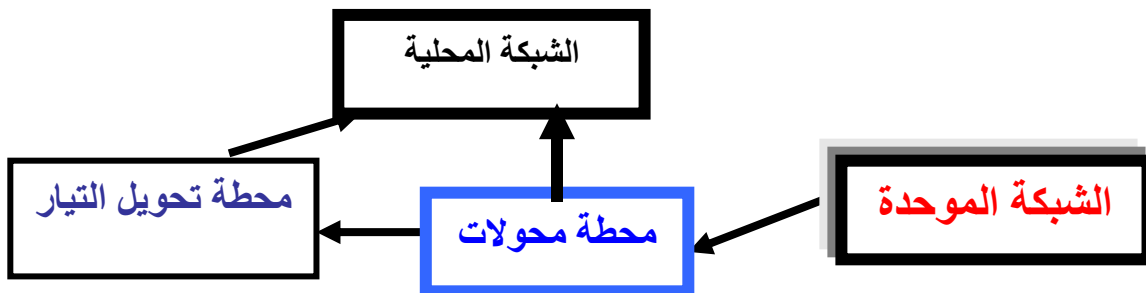 الشبكة المحلية
الشبكة الموحدة
محطة محولات
محطة تحويل التيار